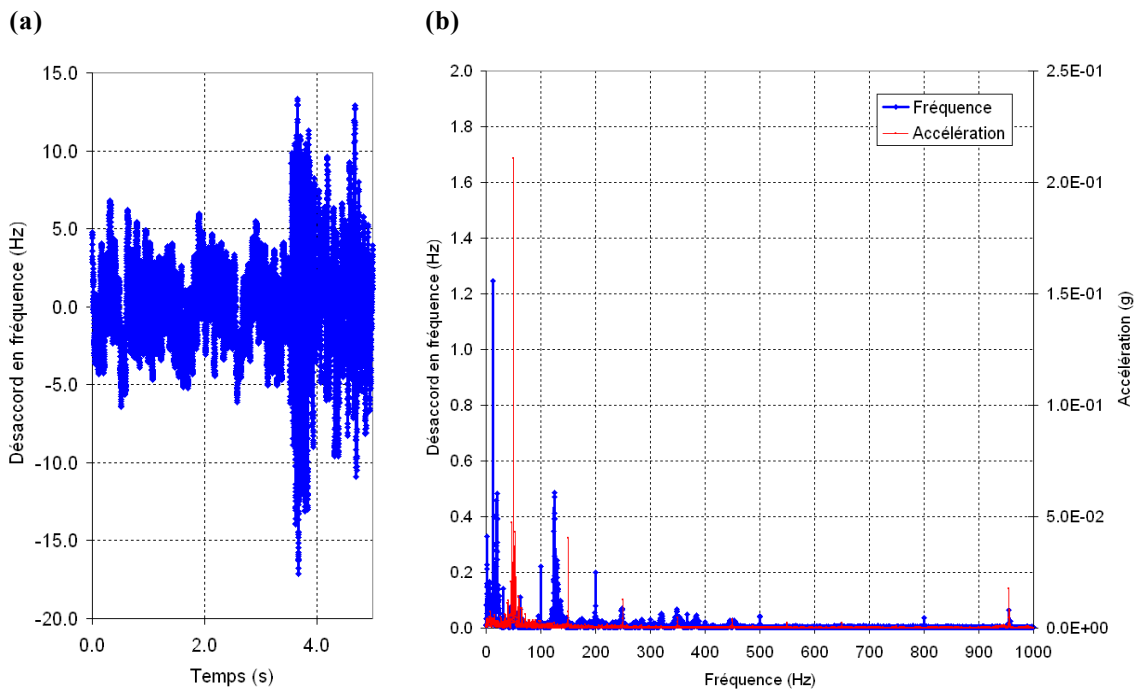 (a)
(b)
15.0
10.0
5.0
0.0
-5.0
-10.0
-15.0
-20.0
Désaccord en fréquence (Hz)
0.0 2.0 4.0
Temps (s)
2.0
1.8
1.6
1.4
1.2
1.0
0.8
0.6
0.4
0.2
0.0
Désaccord en fréquence (Hz)
Fréquence
Accélération
2.5E-01
2.0E-01
1.5E-01
1.0E-01
5.0E-02
0.0E+00
Accélération (g)
0 100 200 300 400 500 600 700 800 900 1000
Fréquence (Hz)